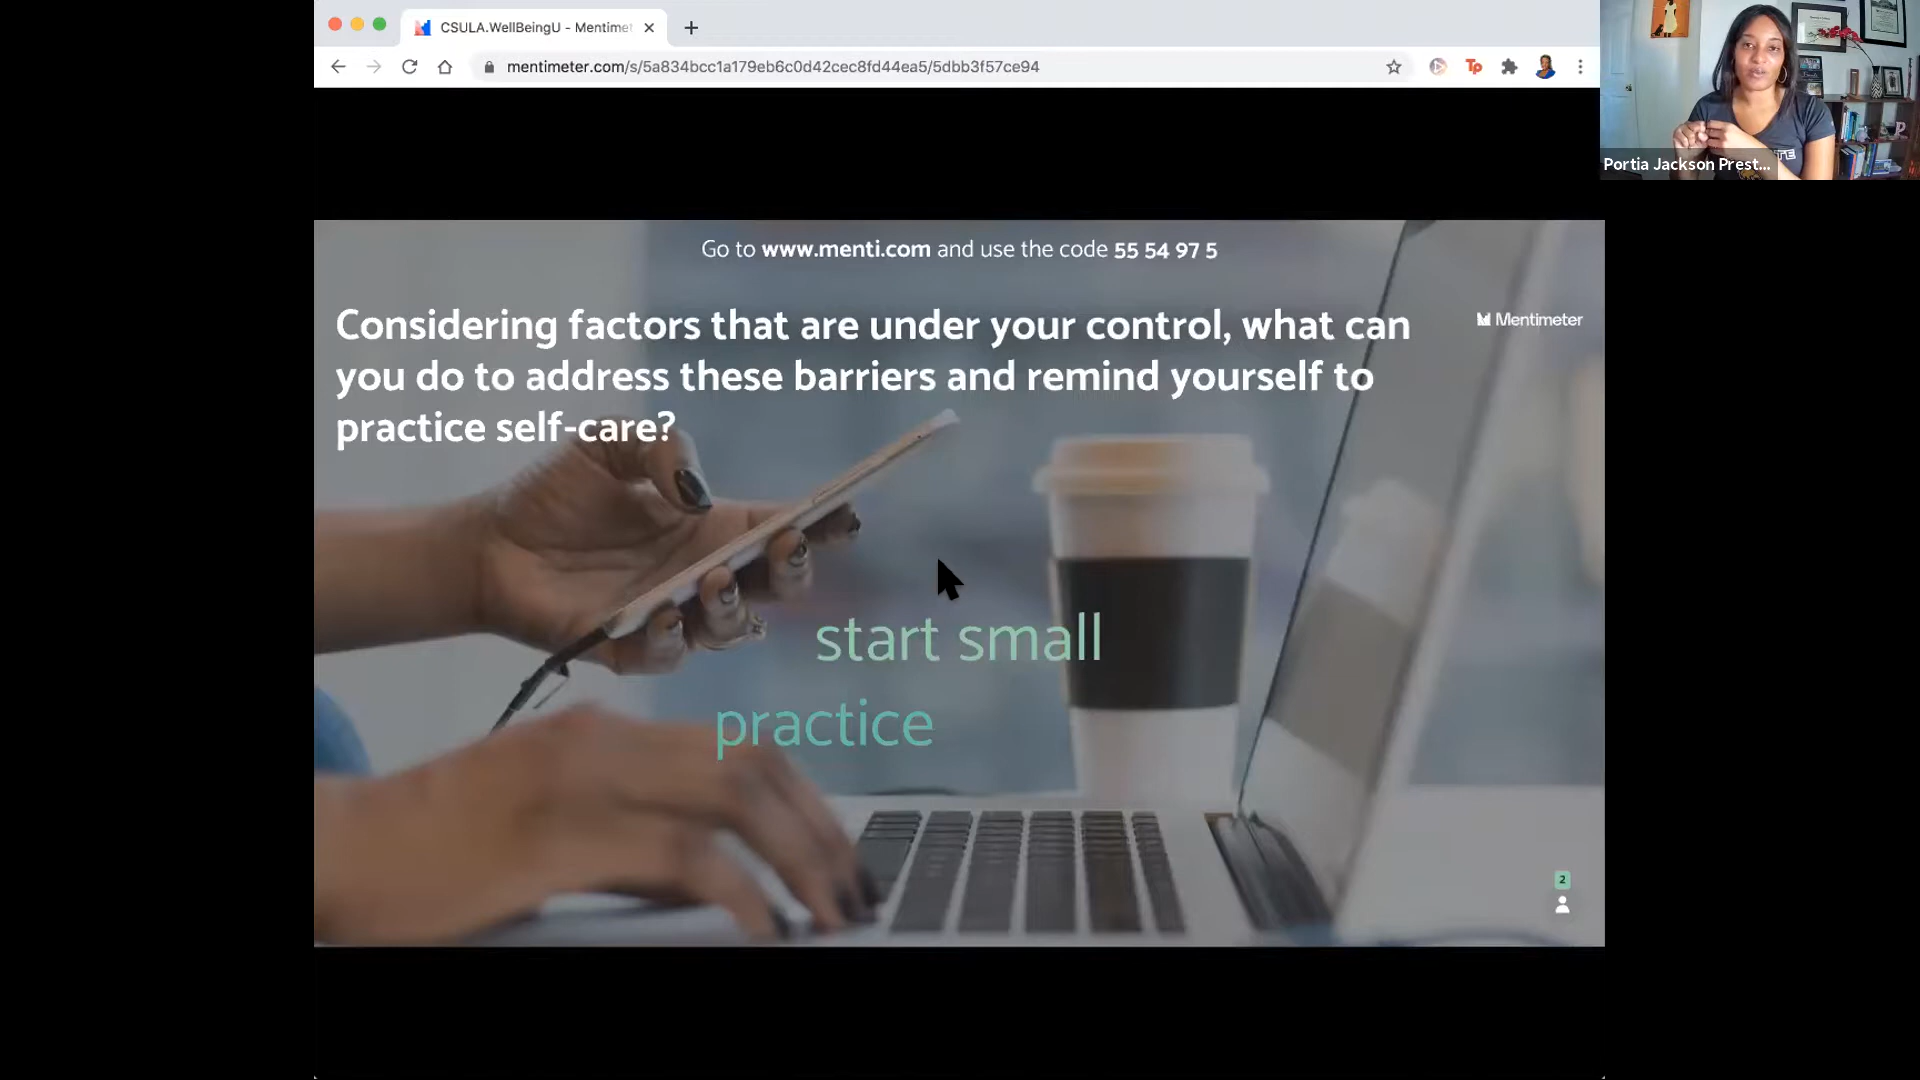 CSULA.WellBeingU - Mentimet
mentimeter.com/s/5a834bcc1a179eb6c0d42cec8fd44ea5/5dbb3f57ce94
Tp
Portia Jackson Prest...
Go to www.menti.com and use the code 55 54 97 5
Considering factors that are under your control, what can
you do to address these barriers and remind yourself to
practice self-care?
Mentimeter
start small
practice
2